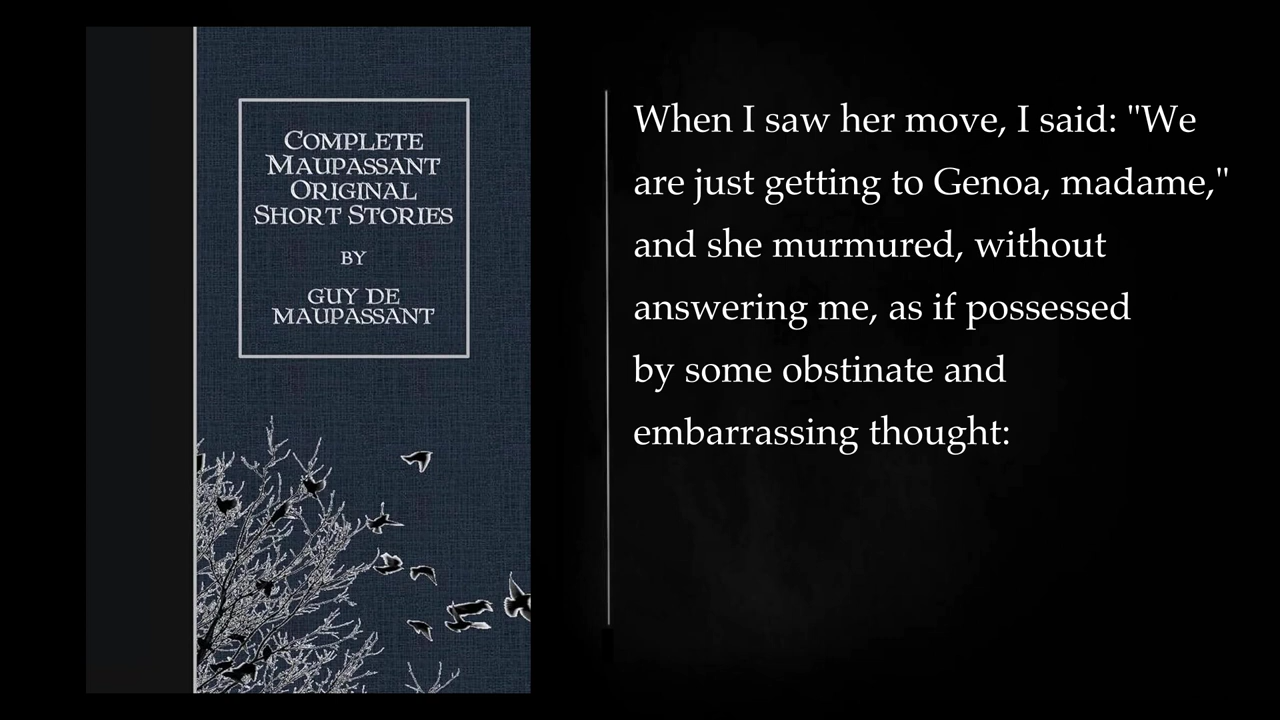 COMPLETE
MAUPASSANT
ORIGINAL
SHORT STORIES
BY
GUY DE
MAUPASSANT
When I saw her move, I said: "We
are just getting to Genoa, madame,"
and she murmured, without
answering me, as if possessed
by some obstinate and
embarrassing thought: